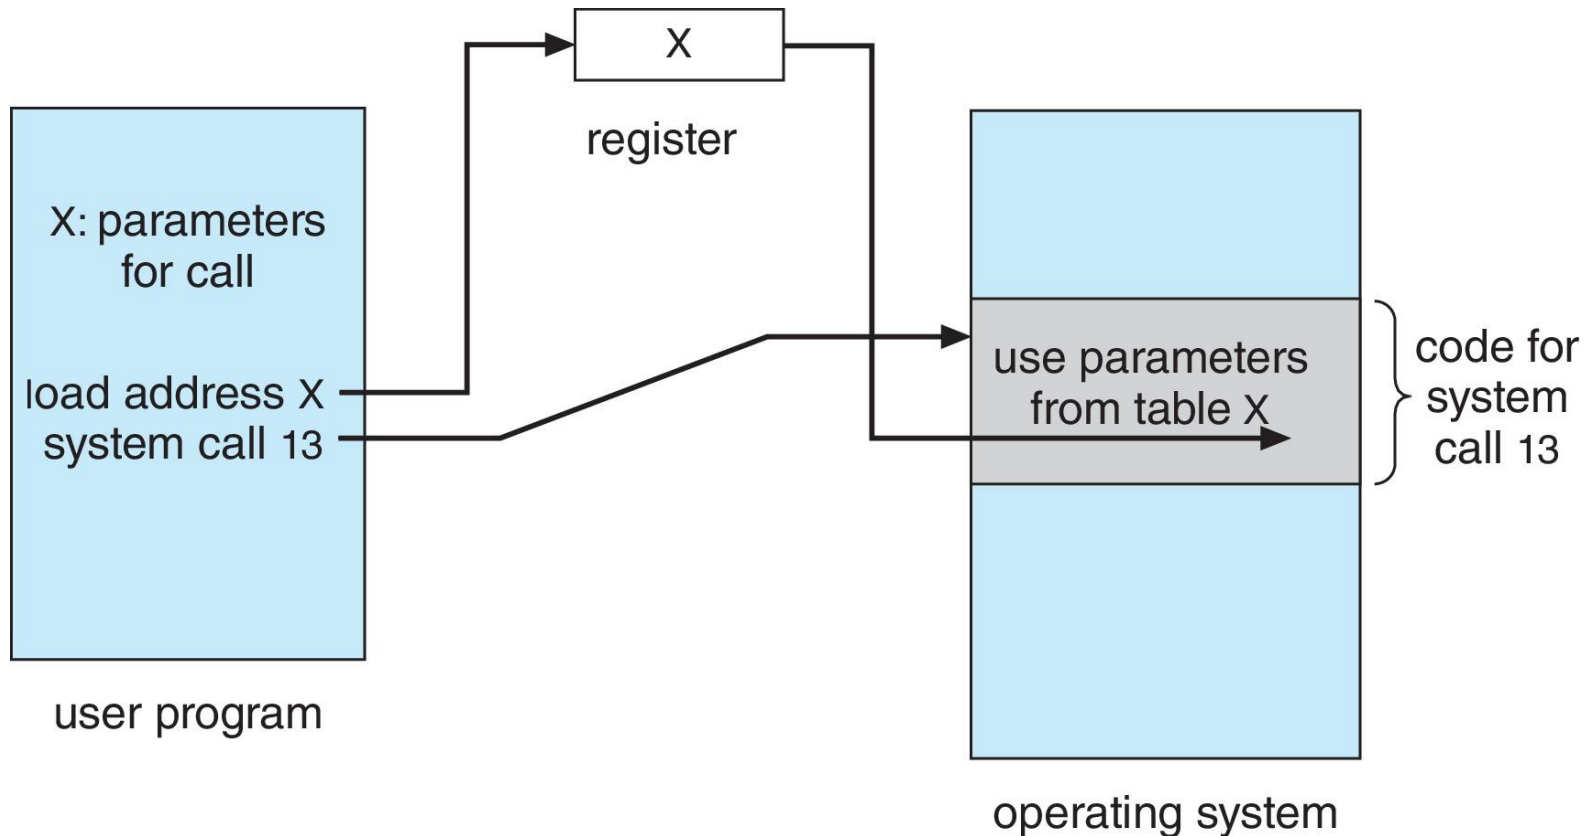 X
register
X: parameters
for call
load address X
system call 13
user program
use parameters
from table X
code for
system
call 13
operating system